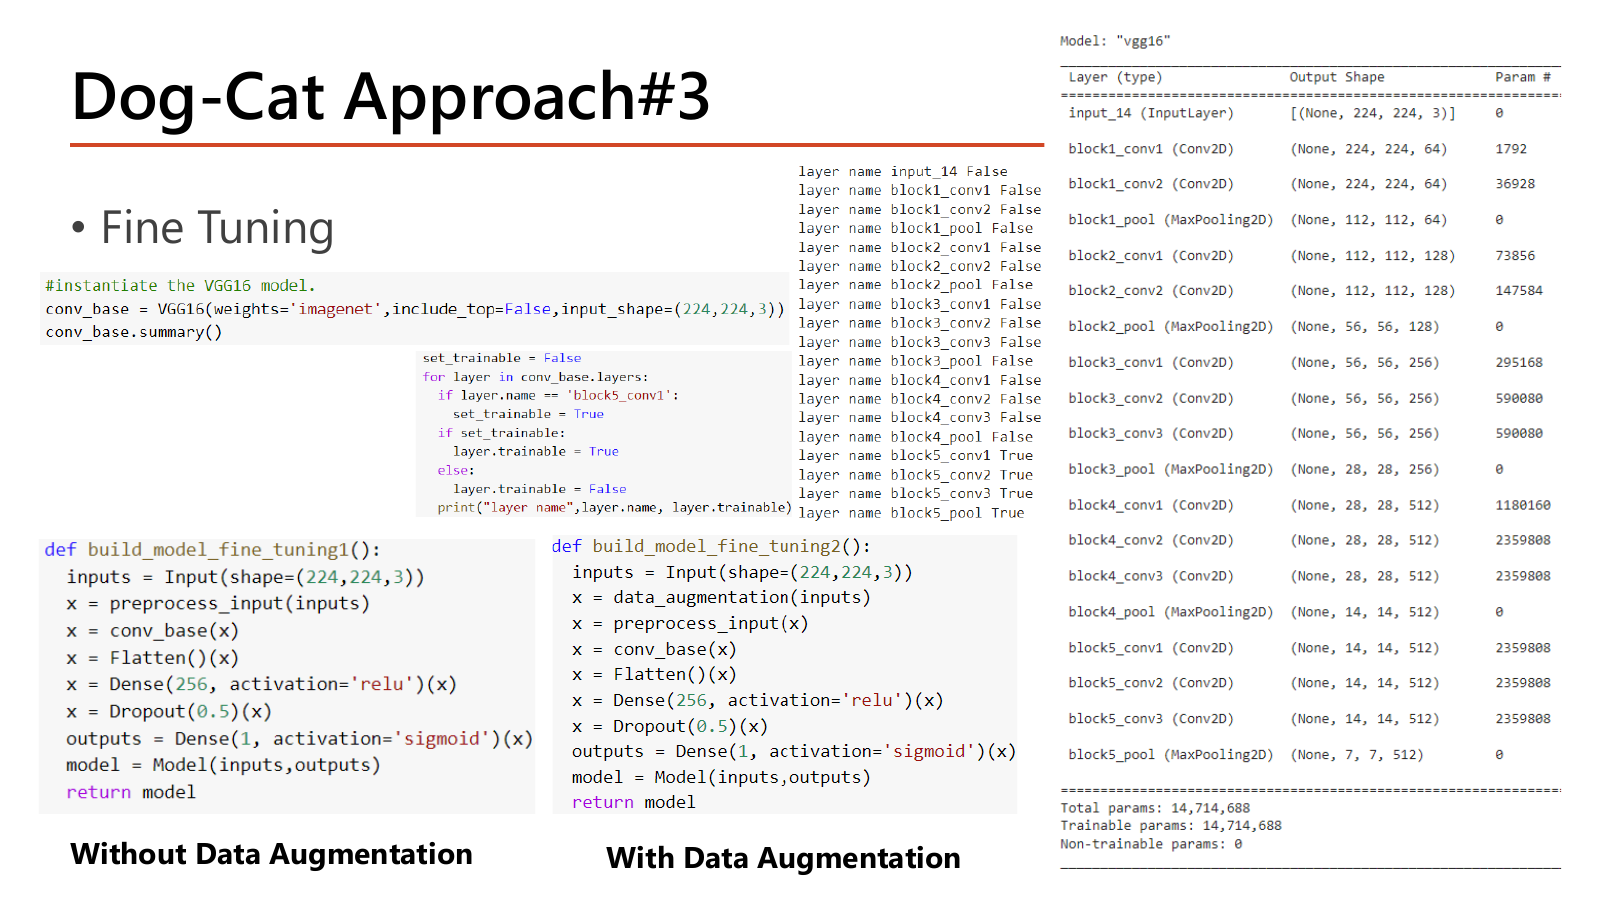 Dog-Cat Approach#3
• Fine Tuning
#instantiate the VGG16 model.
conv_base = VGG16(weights='imagenet',include_top=False,input_shape=(224,224,3))
conv_base.summary()
set_trainable = False
for layer in conv_base.layers:
  if layer.name == 'block5_conv1':
    set_trainable = True
  if set_trainable:
    layer.trainable = True
  else:
    layer.trainable = False
  print("layer name",layer.name, layer.trainable)
layer name input_14 False
layer name block1_conv1 False
layer name block1_conv2 False
layer name block1_pool False
layer name block2_conv1 False
layer name block2_conv2 False
layer name block2_pool False
layer name block3_conv1 False
layer name block3_conv2 False
layer name block3_conv3 False
layer name block3_pool False
layer name block4_conv1 False
layer name block4_conv2 False
layer name block4_conv3 False
layer name block4_pool False
layer name block5_conv1 True
layer name block5_conv2 True
layer name block5_conv3 True
layer name block5_pool True
def build_model_fine_tuning1():
  inputs = Input(shape=(224,224,3))
  x = preprocess_input(inputs)
  x = conv_base(x)
  x = Flatten()(x)
  x = Dense(256, activation='relu')(x)
  x = Dropout(0.5)(x)
  outputs = Dense(1, activation='sigmoid')(x)
  model = Model(inputs,outputs)
  return model
Without Data Augmentation
def build_model_fine_tuning2():
  inputs = Input(shape=(224,224,3))
  x = data_augmentation(inputs)
  x = preprocess_input(x)
  x = conv_base(x)
  x = Flatten()(x)
  x = Dense(256, activation='relu')(x)
  x = Dropout(0.5)(x)
  outputs = Dense(1, activation='sigmoid')(x)
  model = Model(inputs,outputs)
  return model
With Data Augmentation
Model: "vgg16"
Layer (type) Output Shape Param #
input_14 (InputLayer) [(None, 224, 224, 3)] 0
block1_conv1 (Conv2D) (None, 224, 224, 64) 1792
block1_conv2 (Conv2D) (None, 224, 224, 64) 36928
block1_pool (MaxPooling2D) (None, 112, 112, 64) 0
block2_conv1 (Conv2D) (None, 112, 112, 128) 73856
block2_conv2 (Conv2D) (None, 112, 112, 128) 147584
block2_pool (MaxPooling2D) (None, 56, 56, 128) 0
block3_conv1 (Conv2D) (None, 56, 56, 256) 295168
block3_conv2 (Conv2D) (None, 56, 56, 256) 590080
block3_conv3 (Conv2D) (None, 56, 56, 256) 590080
block3_pool (MaxPooling2D) (None, 28, 28, 256) 0
block4_conv1 (Conv2D) (None, 28, 28, 512) 1180160
block4_conv2 (Conv2D) (None, 28, 28, 512) 2359808
block4_conv3 (Conv2D) (None, 28, 28, 512) 2359808
block4_pool (MaxPooling2D) (None, 14, 14, 512) 0
block5_conv1 (Conv2D) (None, 14, 14, 512) 2359808
block5_conv2 (Conv2D) (None, 14, 14, 512) 2359808
block5_conv3 (Conv2D) (None, 14, 14, 512) 2359808
block5_pool (MaxPooling2D) (None, 7, 7, 512) 0
Total params: 14,714,688
Trainable params: 14,714,688
Non-trainable params: 0